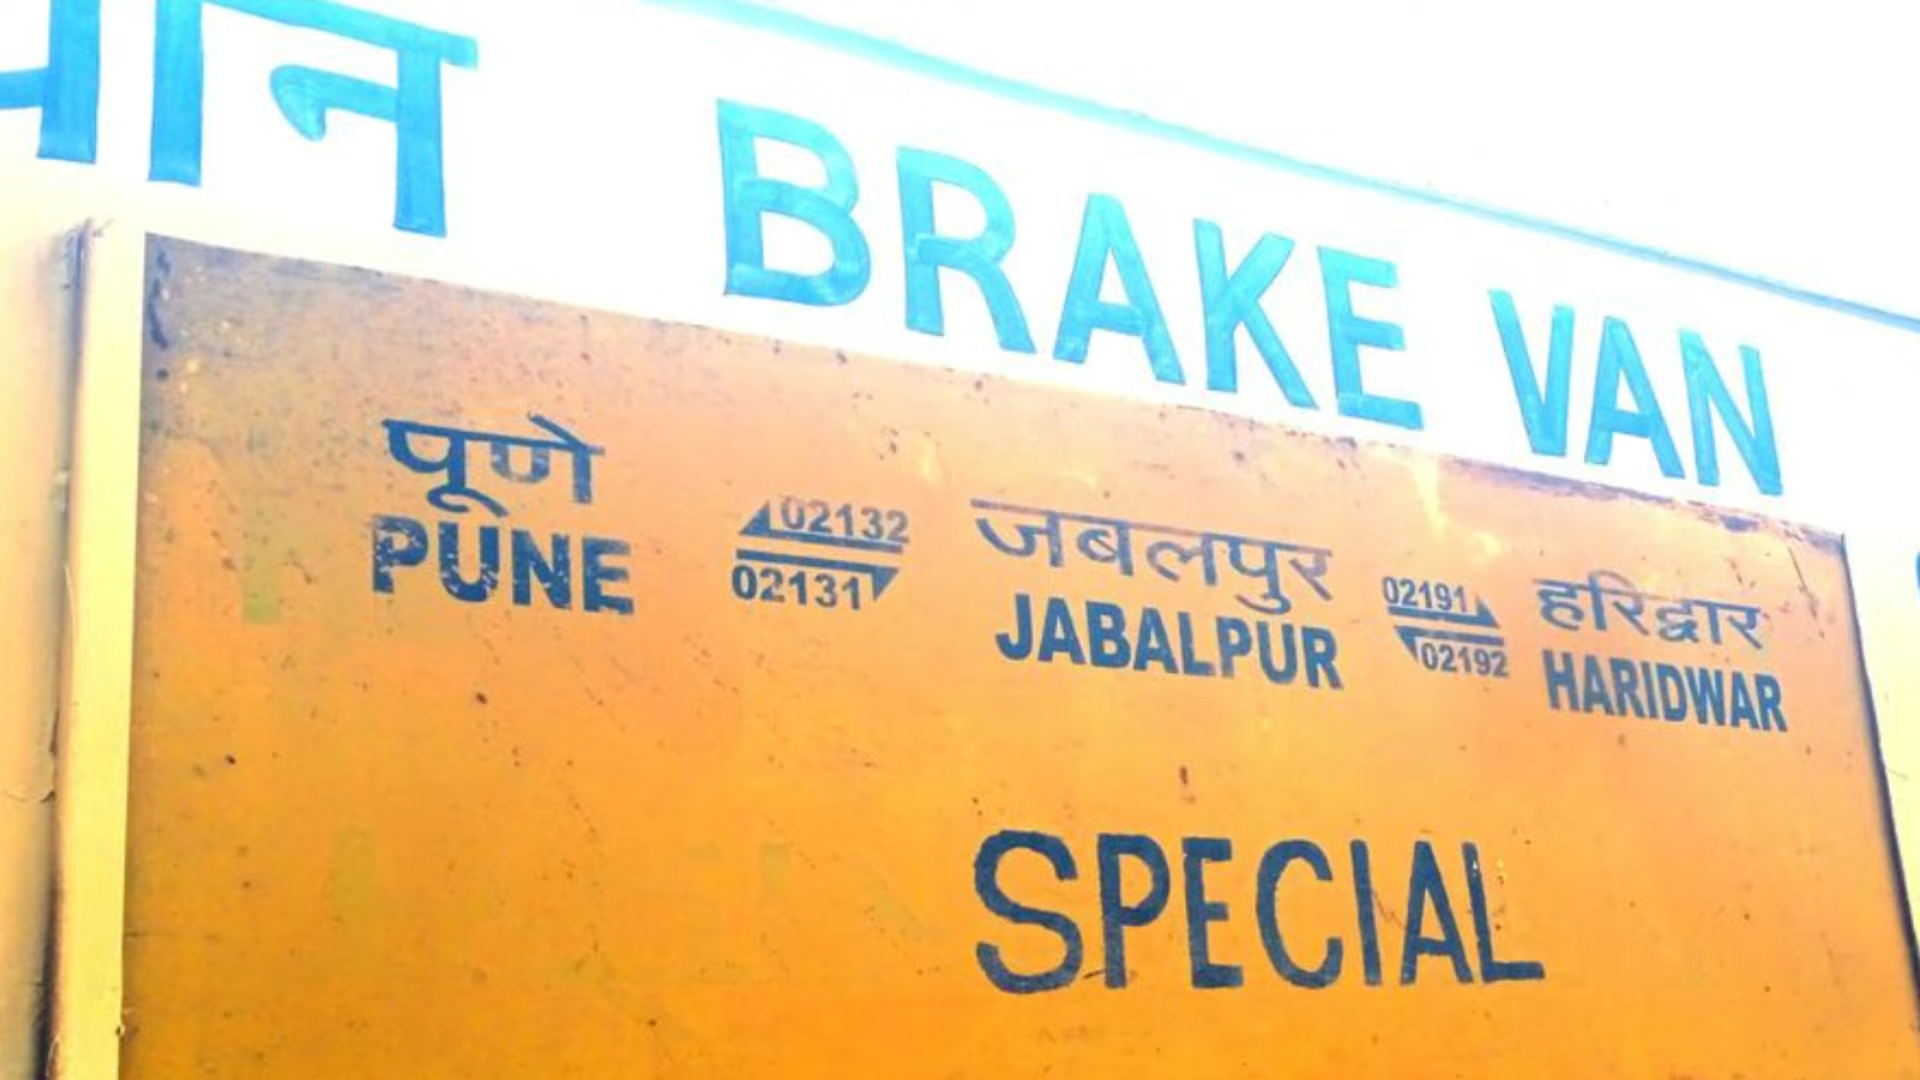 यान BRAKE VAN
पूणे 02132 जबलपुर 02191 हरिद्वार
PUNE 02131 JABALPUR 02192 HARIDWAR
SPECIAL